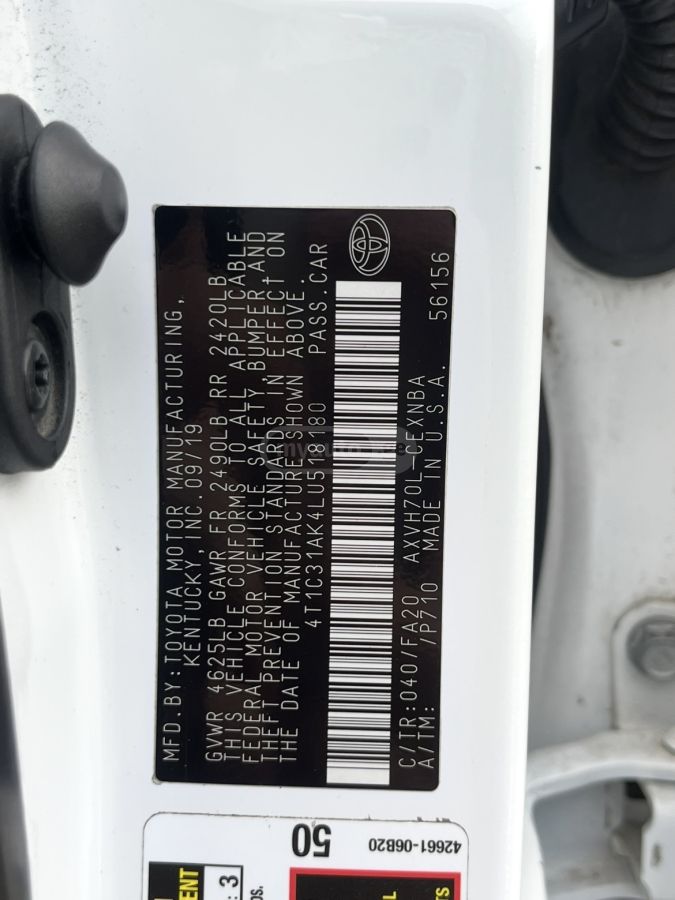 MFD.BY:TOYOTA MOTOR MANUFACTURING,
KENTUCKY, INC. 09/19
GVWR 4625LB GAWR FR 2490LB RR 2420LB
THIS VEHICLE CONFORMS TO ALL APPLICABLE
FEDERAL MOTOR VEHICLE SAFETY, BUMPER, AND
THEFT PREVENTION STANDARDS IN EFFECT ON
THE DATE OF MANUFACTURE SHOWN ABOVE.
4T1C31AK4LU518180 PASS. CAR
C/TR:040/FA20 AXVH70L-CEXNBA 56156
A/TM: /P710 MADE IN U.S.A.
50
42661-06B20
3